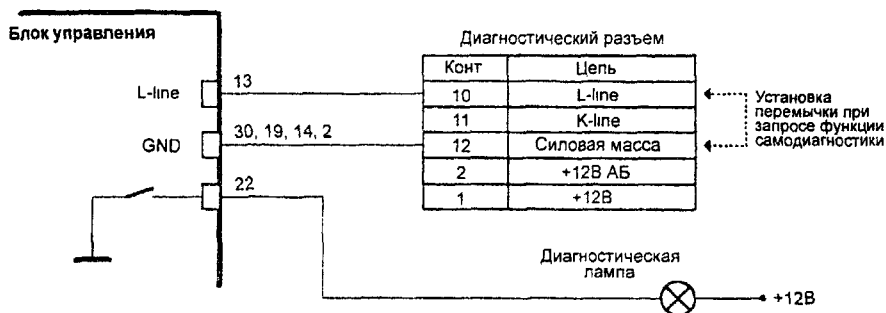 Блок управления
Диагностический разъем
Конт Цепь
L-line 13 10 L-line
11 K-line
GND 30, 19, 14, 2 12 Силовая масса
22 2 +12В АБ
1 +12В
Установка
перемычки при
запросе функции
самодиагностики
Диагностическая
лампа
+12В